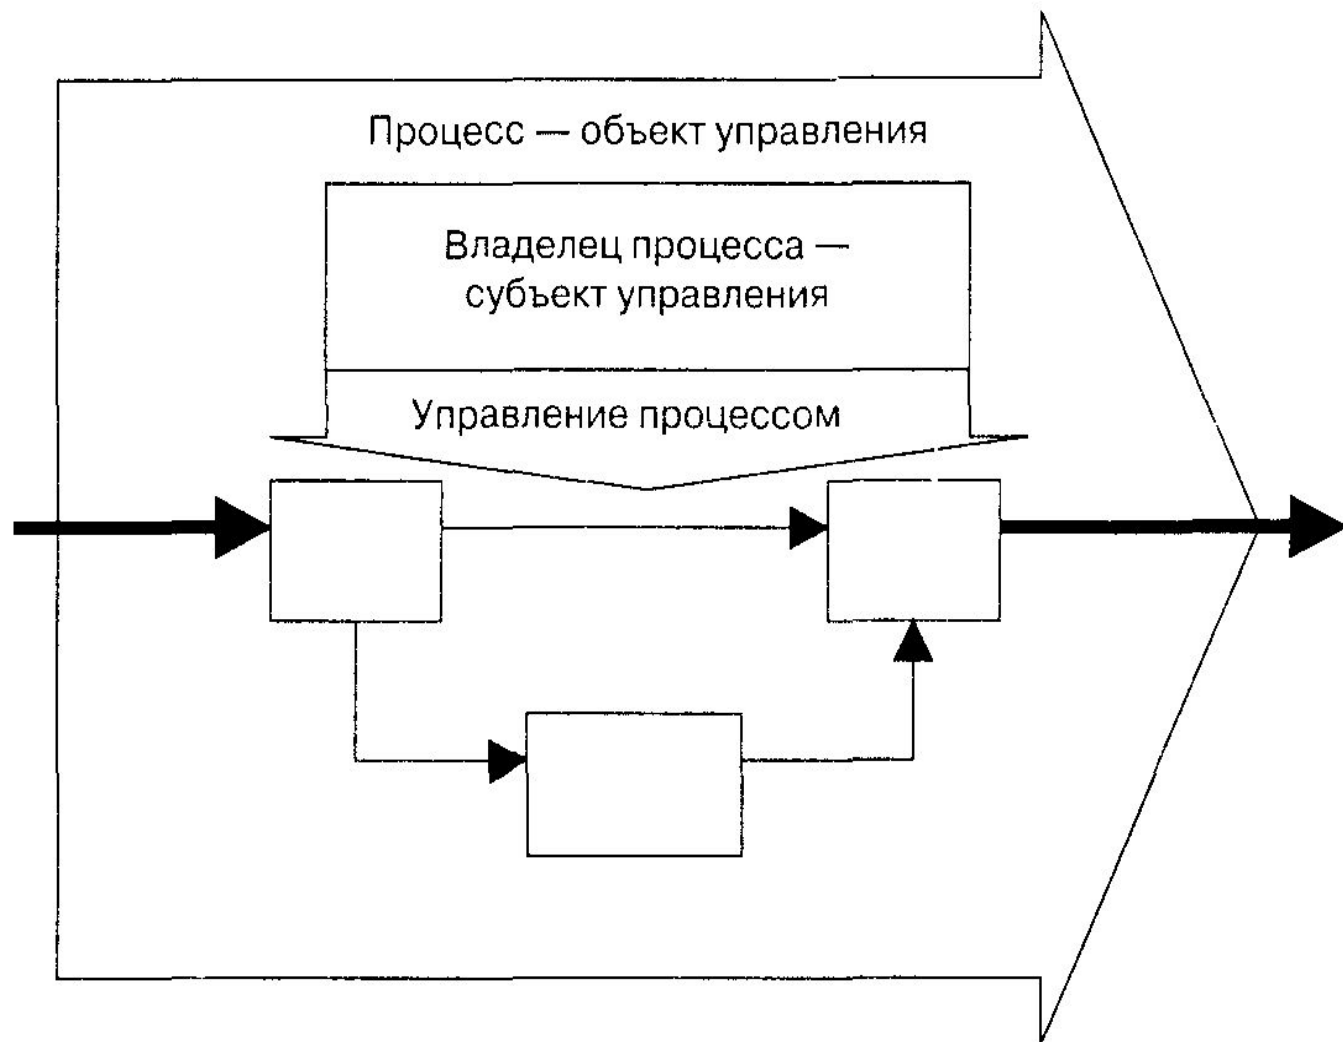 Процесс — объект управления
Владелец процесса —
субъект управления
Управление процессом